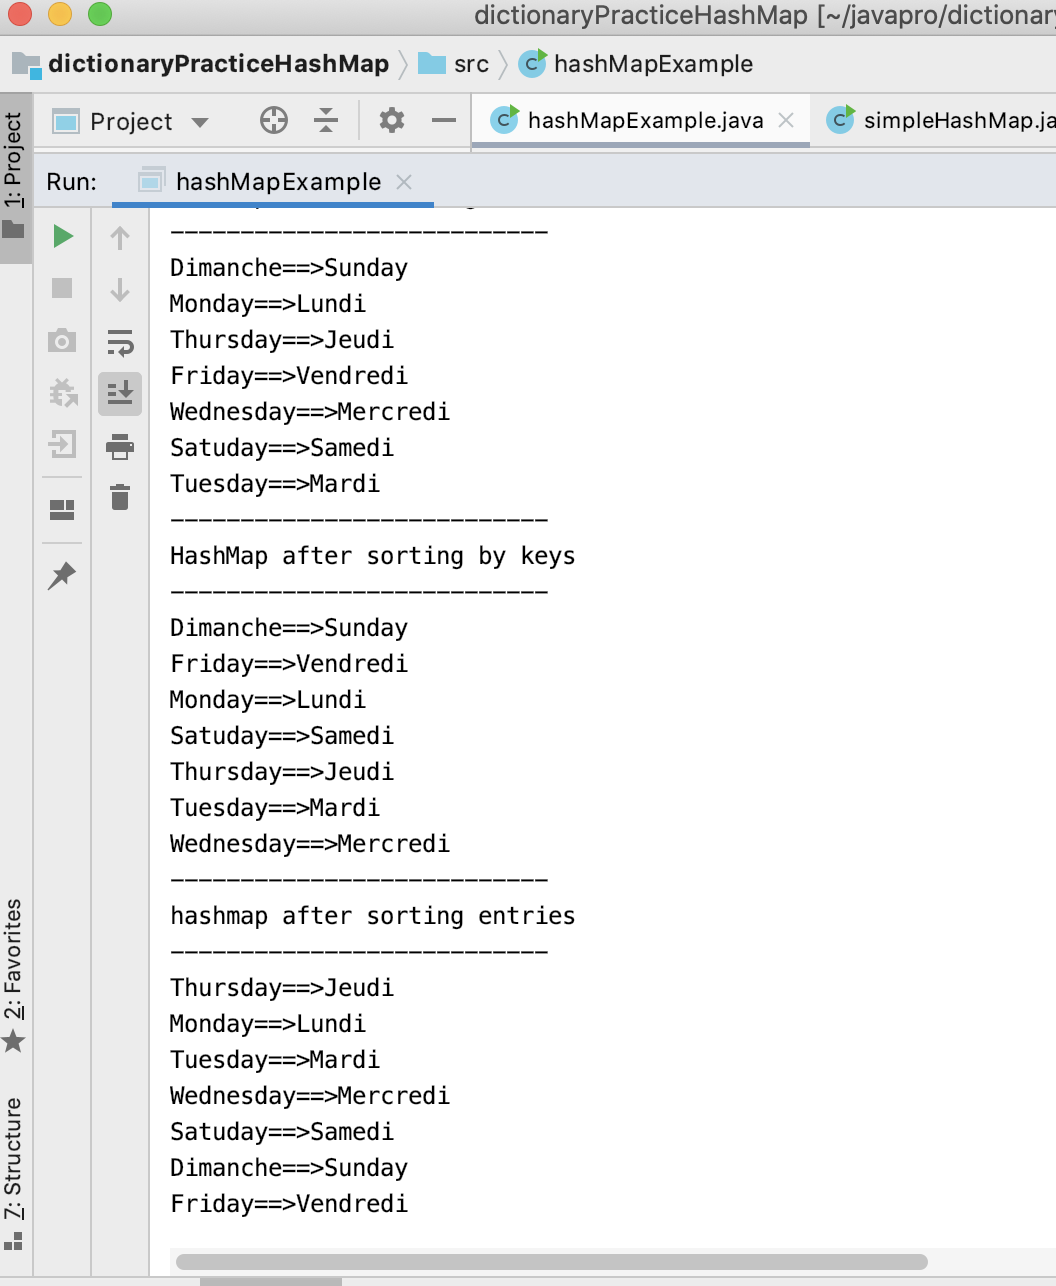 dictionaryPracticeHashMap [~/javapro/dictionary
dictionaryPracticeHashMap
src
hashMapExample
Project
hashMapExample.java
simpleHashMap.ja
1: Project
Run:
hashMapExample
---------------------------
Dimanche==>Sunday
Monday==>Lundi
Thursday==>Jeudi
Friday==>Vendredi
Wednesday==>Mercredi
Satuday==>Samedi
Tuesday==>Mardi
---------------------------
HashMap after sorting by keys
---------------------------
Dimanche==>Sunday
Friday==>Vendredi
Monday==>Lundi
Satuday==>Samedi
Thursday==>Jeudi
Tuesday==>Mardi
Wednesday==>Mercredi
---------------------------
hashmap after sorting entries
---------------------------
Thursday==>Jeudi
Monday==>Lundi
Tuesday==>Mardi
Wednesday==>Mercredi
Satuday==>Samedi
Dimanche==>Sunday
Friday==>Vendredi
2: Favorites
7: Structure